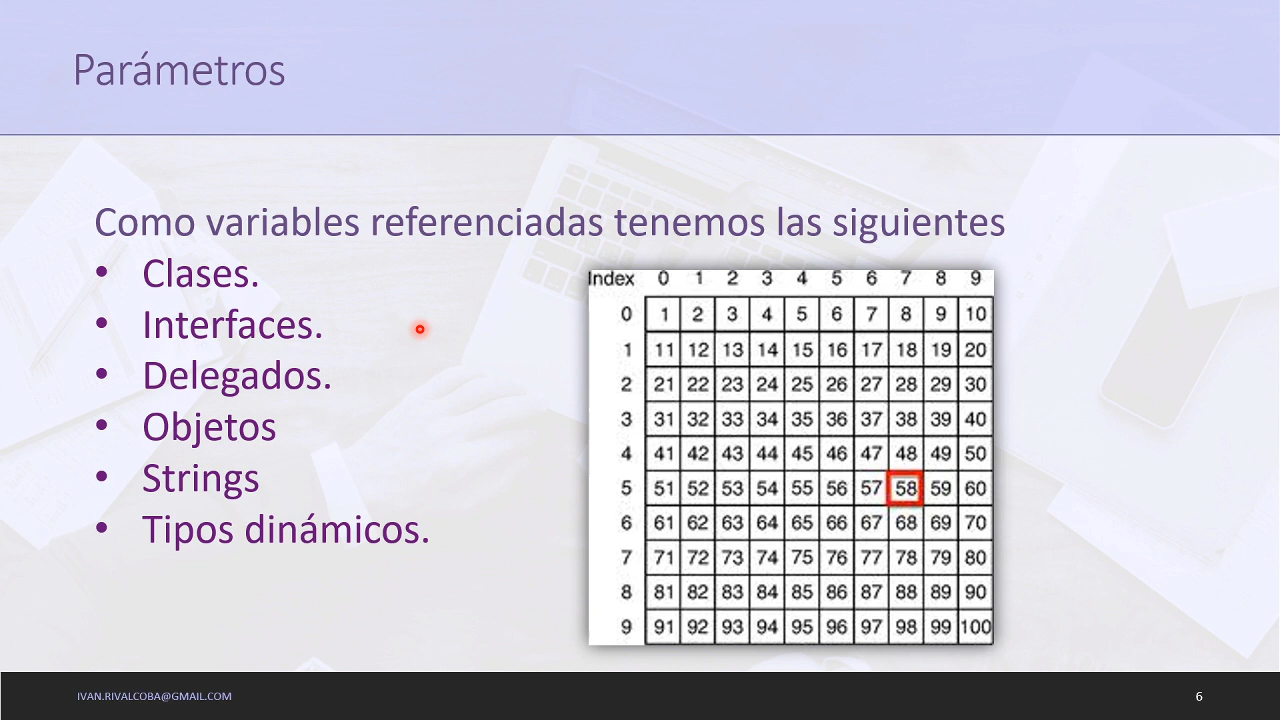 Parámetros
Como variables referenciadas tenemos las siguientes
• Clases.
• Interfaces.
• Delegados.
• Objetos
• Strings
• Tipos dinámicos.
Index 0 1 2 3 4 5 6 7 8 9
0 1 2 3 4 5 6 7 8 9 10
1 11 12 13 14 15 16 17 18 19 20
2 21 22 23 24 25 26 27 28 29 30
3 31 32 33 34 35 36 37 38 39 40
4 41 42 43 44 45 46 47 48 49 50
5 51 52 53 54 55 56 57 58 59 60
6 61 62 63 64 65 66 67 68 69 70
7 71 72 73 74 75 76 77 78 79 80
8 81 82 83 84 85 86 87 88 89 90
9 91 92 93 94 95 96 97 98 99 100
IVAN.RIVALCOBA@GMAIL.COM
6